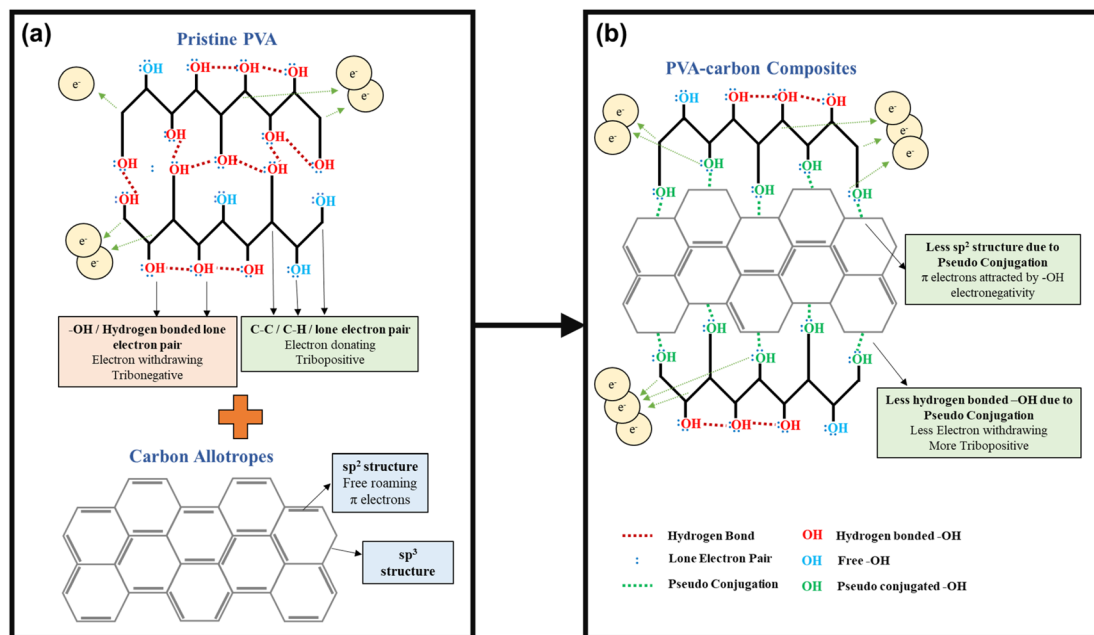 (a)
Pristine PVA
e-
:OH
:OH
:OH
:OH
:OH
e-
e-
:OH
:OH
:OH
:OH
:OH
:OH
:OH
:OH
:OH
:OH
e-
e-
:OH
:OH
:OH
:OH
-OH / Hydrogen bonded lone
electron pair
Electron withdrawing
Tribonegative
C-C / C-H / lone electron pair
Electron donating
Tribopositive
Carbon Allotropes
sp² structure
Free roaming
π electrons
sp³
structure
(b)
PVA-carbon Composites
e-
e-
:OH
:OH
:OH
:OH
e-
e-
e-
:OH
:OH
:OH
:OH
:OH
Less sp² structure due to
Pseudo Conjugation
π electrons attracted by -OH
electronegativity
:OH
:OH
:OH
:OH
:OH
e-
e-
e-
:OH
:OH
:OH
:OH
Less hydrogen bonded –OH due to
Pseudo Conjugation
Less Electron withdrawing
More Tribopositive
Hydrogen Bond
OH Hydrogen bonded -OH
: Lone Electron Pair
OH Free -OH
Pseudo Conjugation
OH Pseudo conjugated -OH